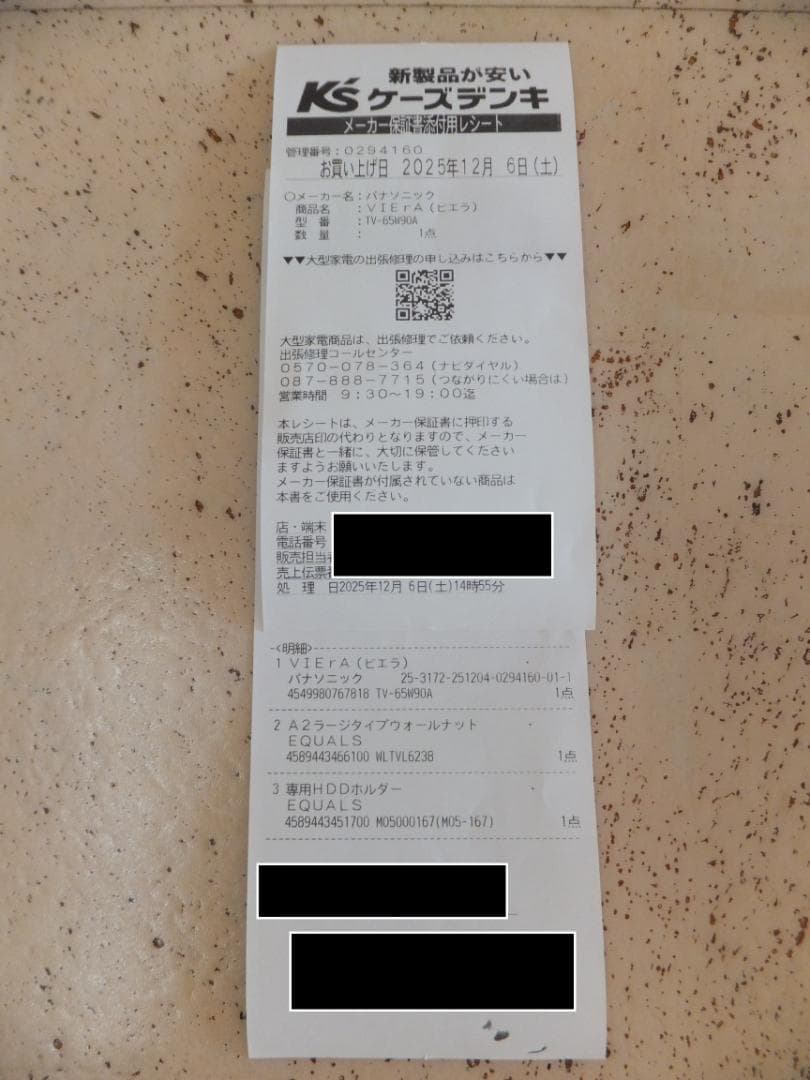 新製品が安い
K'sケーズデンキ
メーカー保証書添付用レシート
管理番号：0294160
お買い上げ日 2025年12月 6日(土)
○メーカー名：パナソニック
商品名 ：VIErA（ビエラ）
型 番 ：TV-65W90A
数 量 ： 1点
▼▼大型家電の出張修理の申し込みはこちらから▼▼
大型家電商品は、出張修理でご依頼ください。
出張修理コールセンター
0570-078-364（ナビダイヤル）
087-888-7715（つながりにくい場合は）
営業時間 9：30～19：00迄
本レシートは、メーカー保証書に押印する
販売店印の代わりとなりますので、メーカー
保証書と一緒に、大切に保管してください
ますようお願いいたします。
メーカー保証書が付属されていない商品は
本書をご使用ください。
店・端末
電話番号
販売担当
売上伝票
処 理 日2025年12月 6日(土)14時55分
-<明細>
1 VIErA（ビエラ）
パナソニック 25-3172-251204-0294160-01-1
4549980767818 TV-65W90A 1点
2 A2ラージタイプウォールナット
EQUALS
4589443466100 WLTVL6238 1点
3 専用HDDホルダー
EQUALS
4589443451700 M05000167(M05-167) 1点